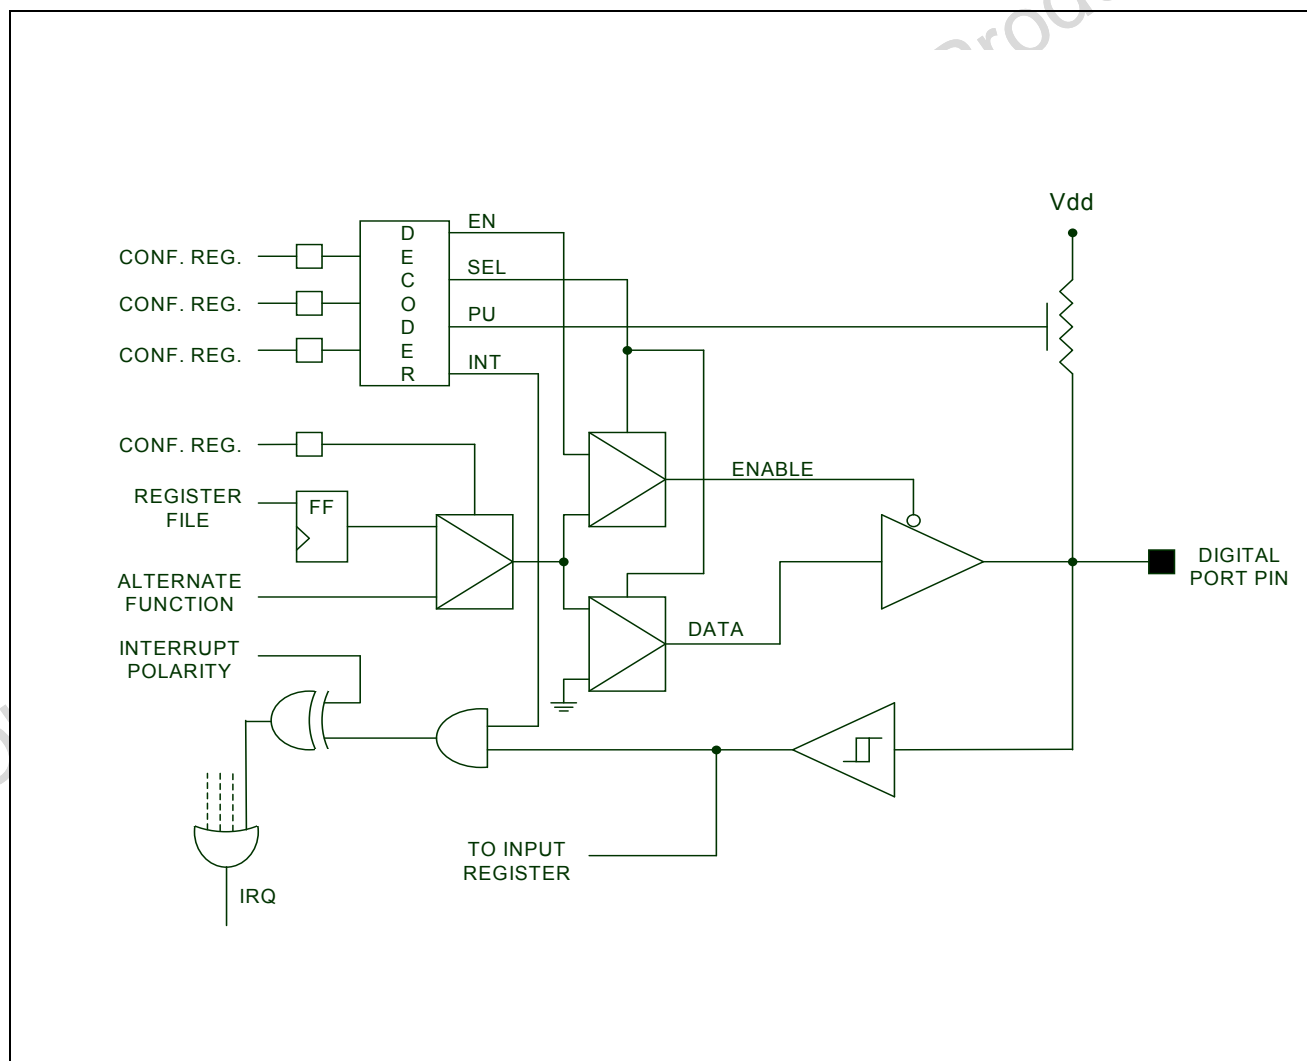 Vdd
D
E
C
O
D
E
R
EN
SEL
PU
INT
CONF. REG.
CONF. REG.
CONF. REG.
CONF. REG.
REGISTER
FILE
FF
ENABLE
DIGITAL
PORT PIN
ALTERNATE
FUNCTION
DATA
INTERRUPT
POLARITY
TO INPUT
REGISTER
IRQ